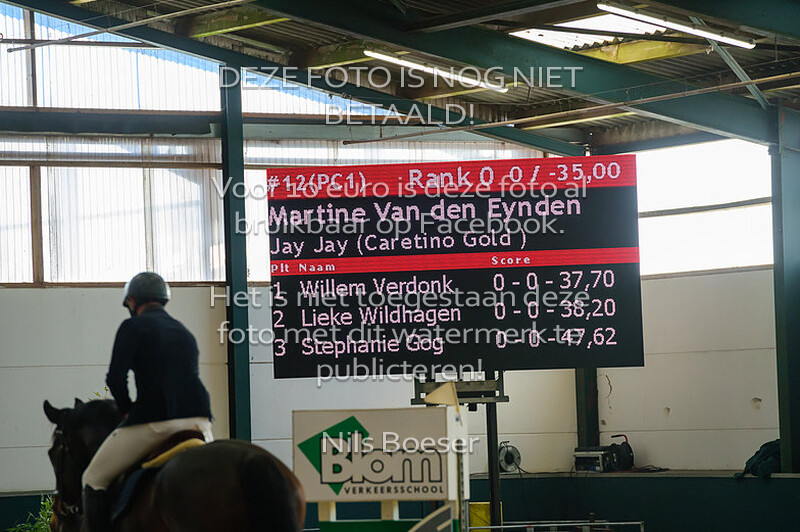 DEZE FOTO IS NOG NIET
BETAALD!
#12(PC1) Rank 0 0 / -35,00
Voor 10 euro is deze foto al
Martine Van den Eynden
bruikbaar op Facebook.
Jay Jay (Caretino Gold )
Plt Naam Score
1 Willem Verdonk 0 - 0 -37,70
Het is niet toegestaan deze
2 Lieke Wildhagen 0 - 0 -38,20
foto met dit watermerk te
3 Stephanie Gog 0 - 0 -47,62
publiceren!
Nils Boeser
Blom
VERKEERSSCHOOL